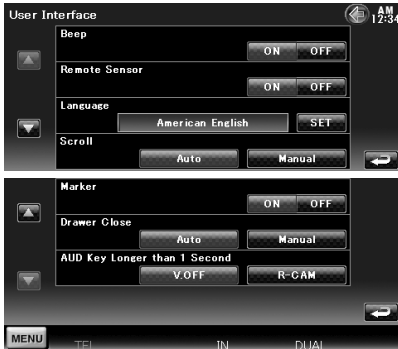 User Interface
AM
12:34
Beep
ON OFF
Remote Sensor
ON OFF
Language
American English SET
Scroll
Auto Manual
Marker
ON OFF
Drawer Close
Auto Manual
AUD Key Longer than 1 Second
V.OFF R-CAM
MENU TEL IN DUAL